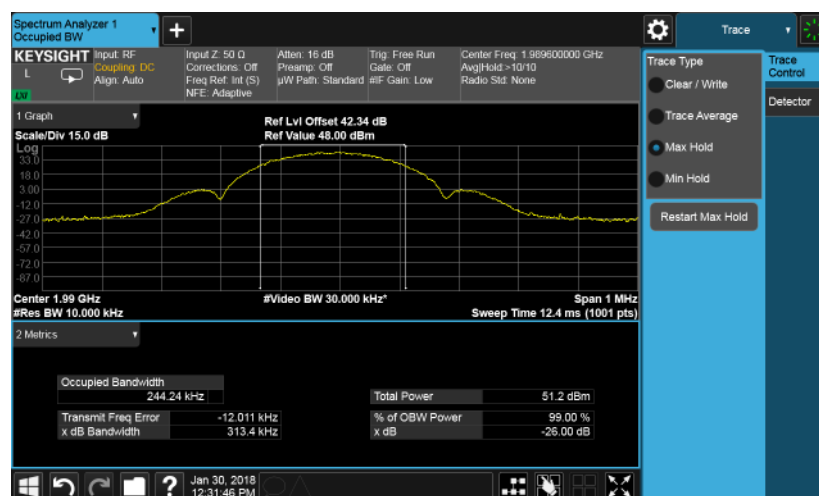 Spectrum Analyzer 1
Occupied BW
Trace
KEYSIGHT
L
LXI
Input: RF
Coupling: DC
Align: Auto
Input Z: 50 Ω
Corrections: Off
Freq Ref: Int (S)
NFE: Adaptive
Atten: 16 dB
Preamp: Off
µW Path: Standard
Trig: Free Run
Gate: Off
#IF Gain: Low
Center Freq: 1.989600000 GHz
Avg|Hold:>10/10
Radio Std: None
Trace Type
Clear / Write
Trace Average
Max Hold
Min Hold
Restart Max Hold
Trace
Control
Detector
1 Graph
Scale/Div 15.0 dB
Ref Lvl Offset 42.34 dB
Ref Value 48.00 dBm
Log
33.0
18.0
3.00
-12.0
-27.0
-42.0
-57.0
-72.0
-87.0
Center 1.99 GHz
#Res BW 10.000 kHz
#Video BW 30.000 kHz*
Span 1 MHz
Sweep Time 12.4 ms (1001 pts)
2 Metrics
Occupied Bandwidth
244.24 kHz
Total Power 51.2 dBm
Transmit Freq Error -12.011 kHz
% of OBW Power 99.00 %
x dB Bandwidth 313.4 kHz
x dB -26.00 dB
?
Jan 30, 2018
12:31:46 PM